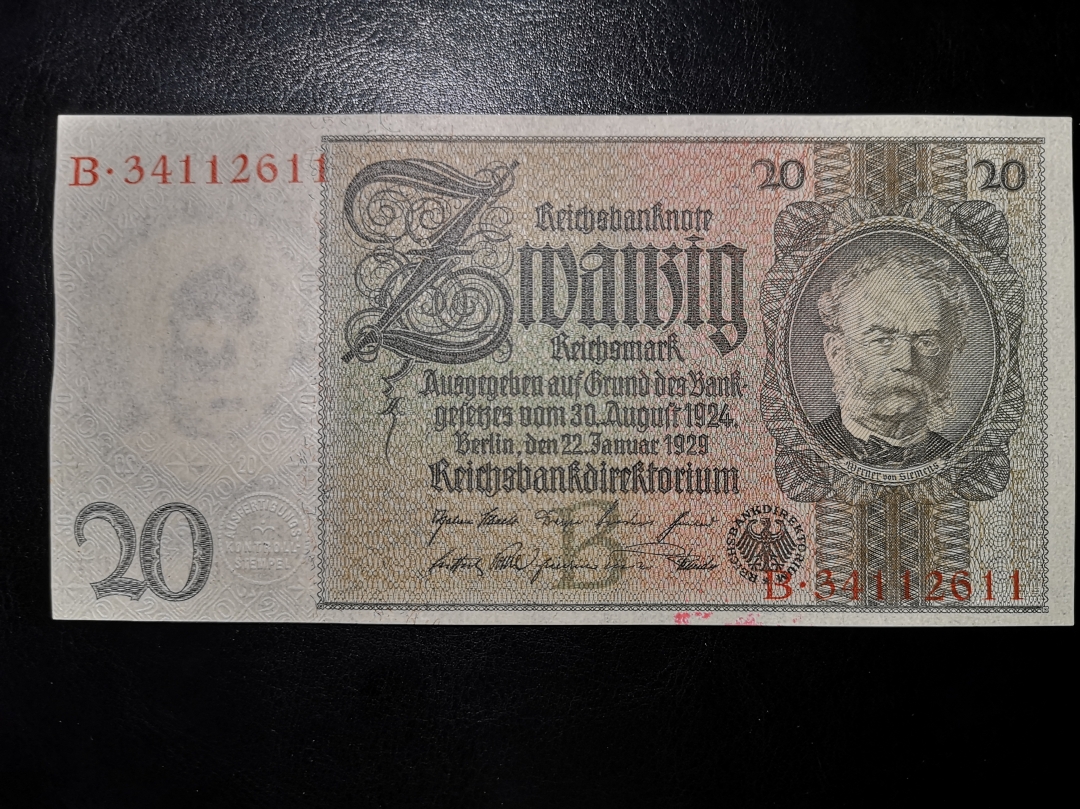 B·34112611
20
20
Reichsbanknote
Zwanzig
Reichsmark
Ausgegeben auf Grund des Bank-
gesetzes vom 30. August 1924.
Berlin, den 22. Januar 1929
Reichsbankdirektorium
Werner von Siemens
20
AUSFERTIGUNGS
KONTROLL
STEMPEL
B
REICHSBANKDIREKTORIUM
B·34112611